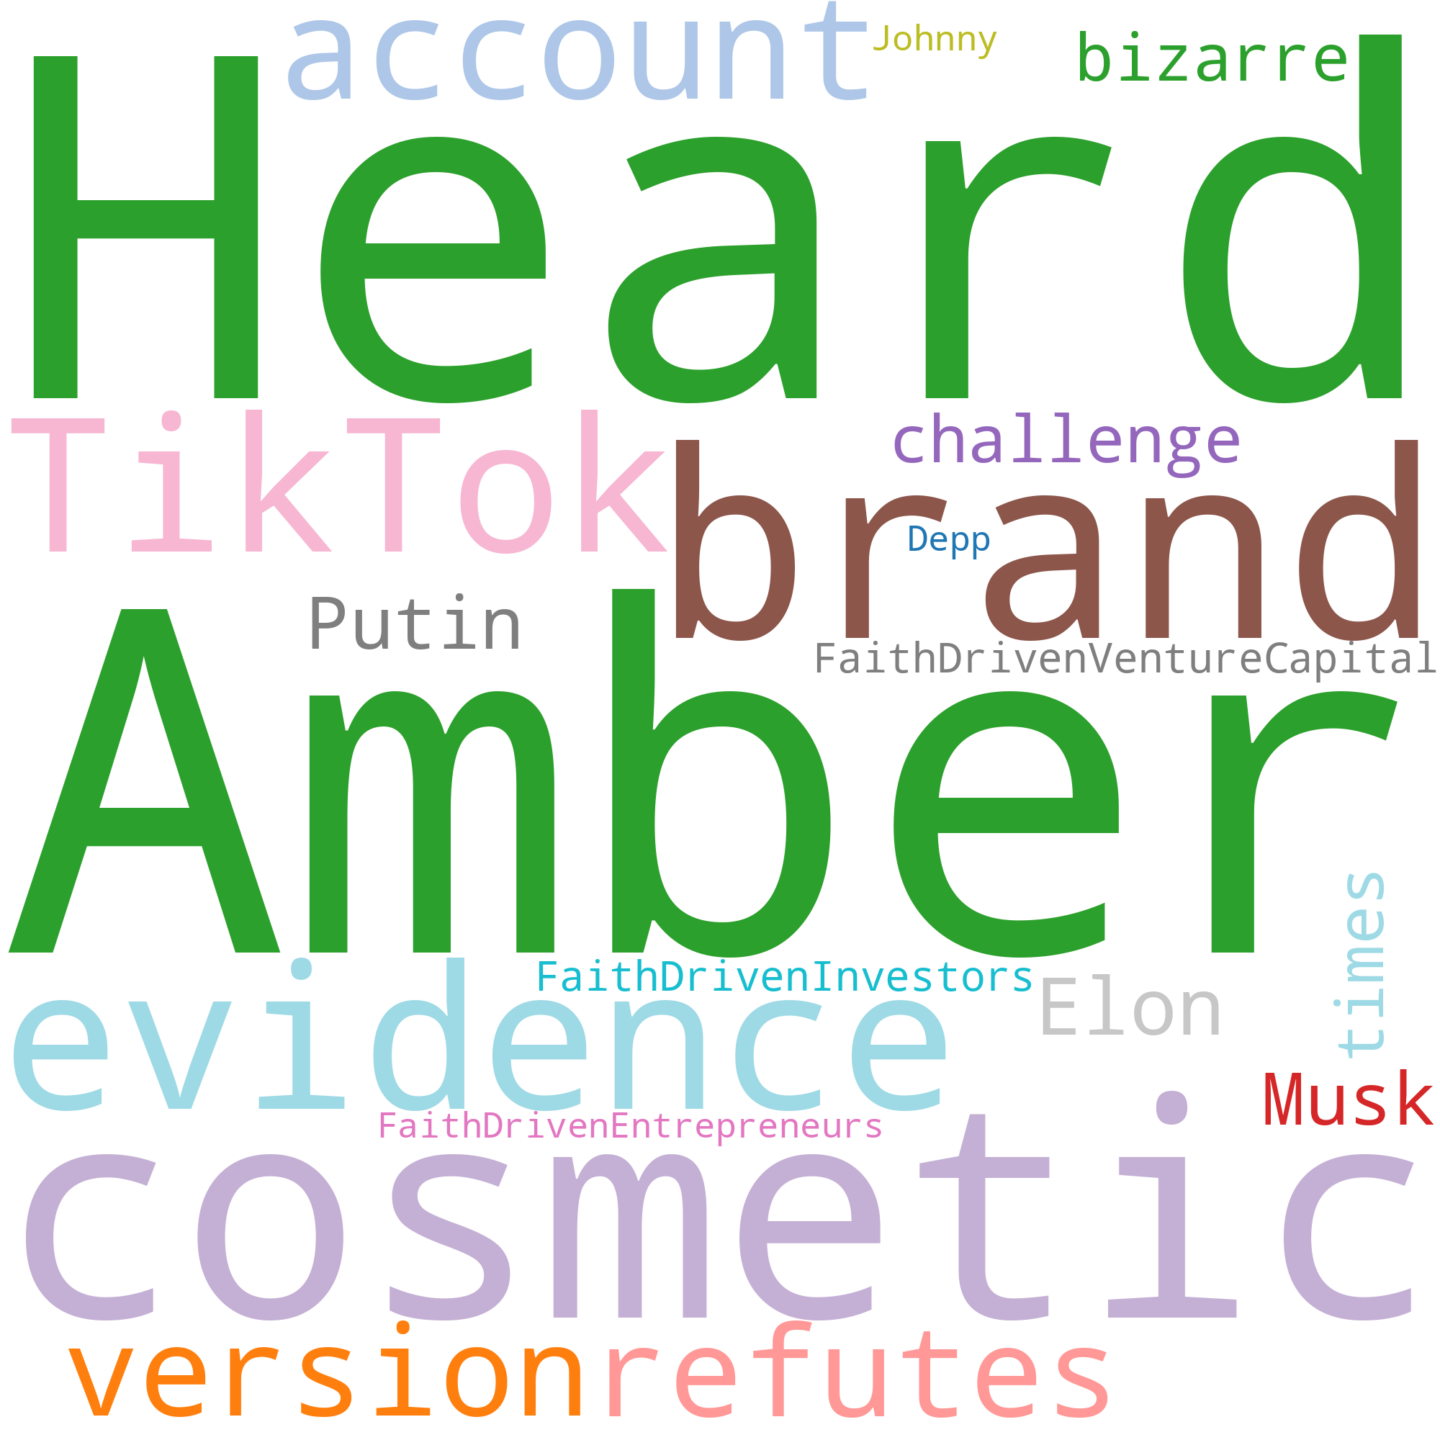 account
Johnny
bizarre
Heard
TikTok
challenge
brand
Depp
Putin
FaithDrivenVentureCapital
Amber
times
evidence
FaithDrivenInvestors
Elon
Musk
FaithDrivenEntrepreneurs
cosmetic
version
refutes